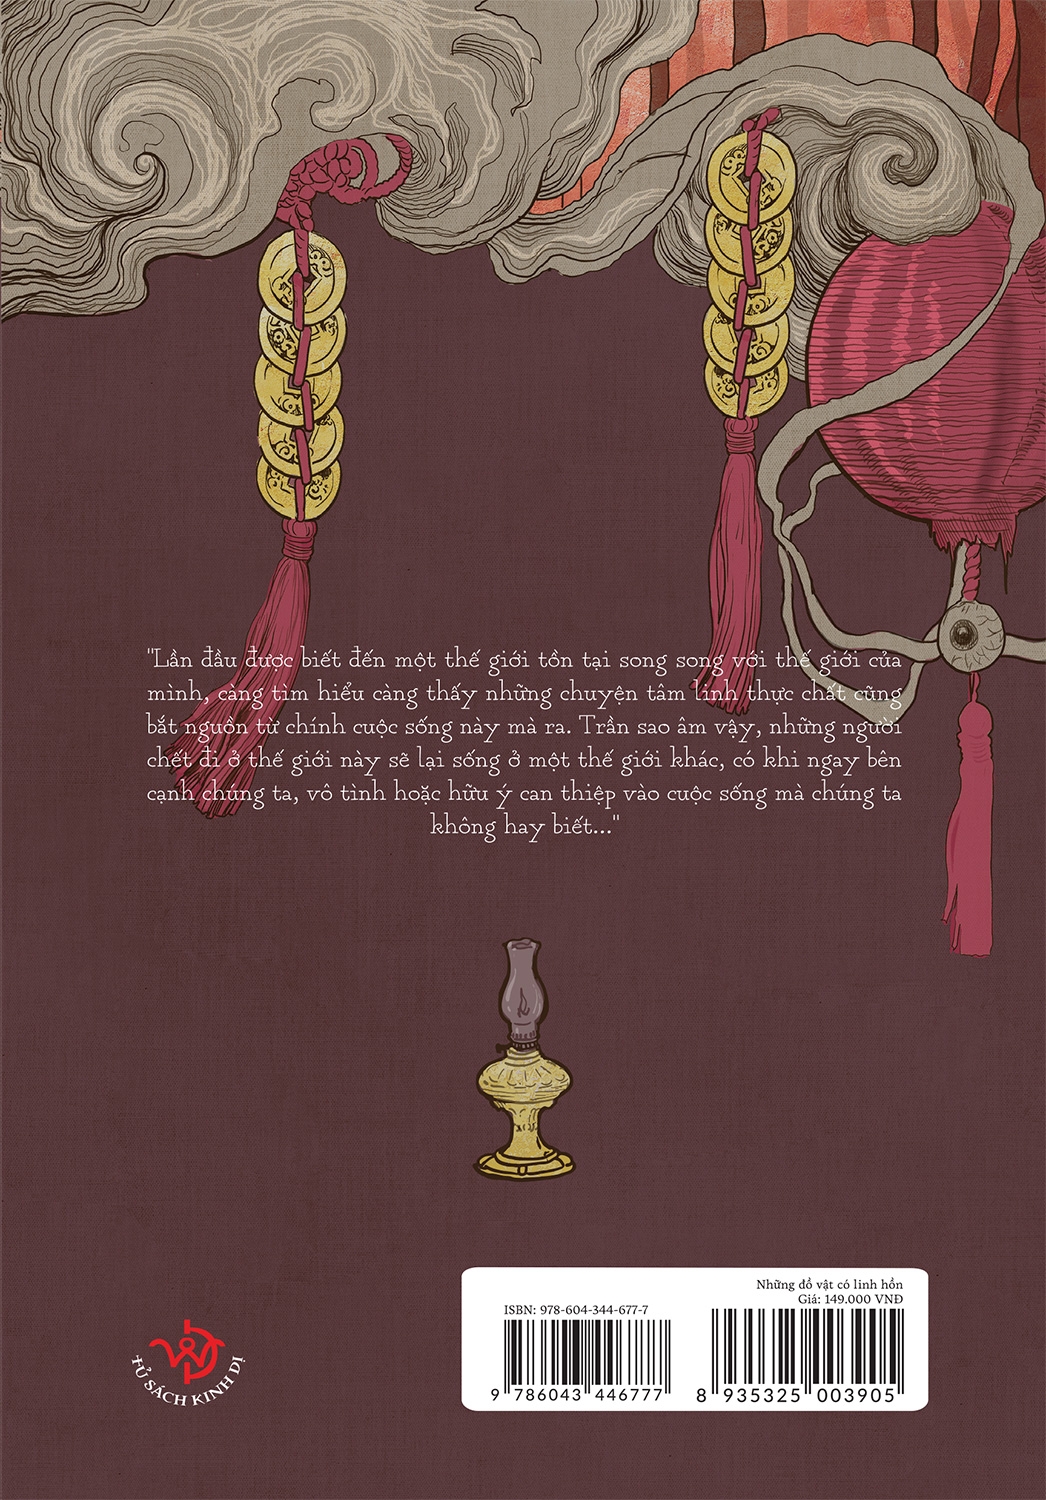 "Lần đầu được biết đến một thế giới tồn tại song song với thế giới của
mình, càng tìm hiểu càng thấy những chuyện tâm linh thực chất cũng
bắt nguồn từ chính cuộc sống này mà ra. Trần sao âm vậy, những người
chết đi ở thế giới này sẽ lại sống ở một thế giới khác, có khi ngay bên
cạnh chúng ta, vô tình hoặc hữu ý can thiệp vào cuộc sống mà chúng ta
không hay biết..."
Những đồ vật có linh hồn
Giá: 149.000 VNĐ
ISBN: 978-604-344-677-7
9 786043 446777
8 935325 003905
TỦ SÁCH KINH DỊ